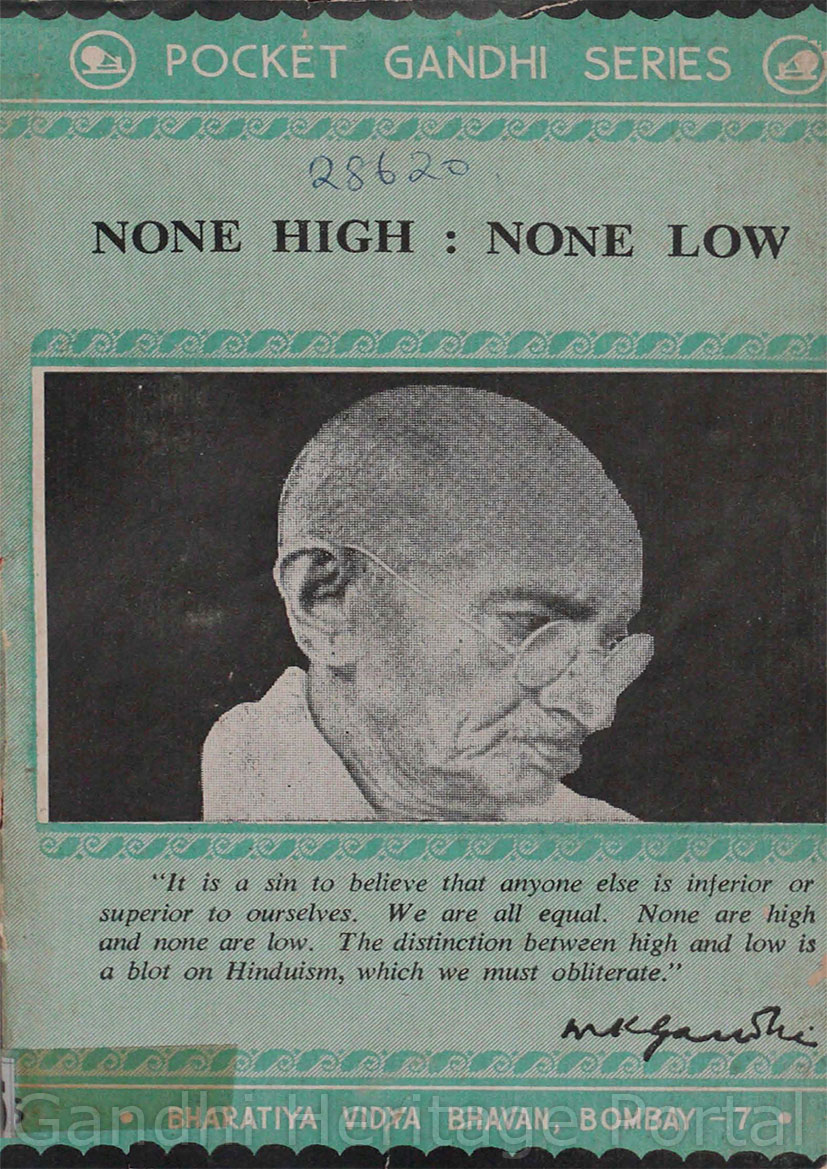 POCKET GANDHI SERIES
28620
NONE HIGH : NONE LOW
"It is a sin to believe that anyone else is inferior or
superior to ourselves. We are all equal. None are high
and none are low. The distinction between high and low is
a blot on Hinduism, which we must obliterate."
MKGandhi
BHARATIYA VIDYA BHAVAN, BOMBAY - 7
Gandhi Heritage Portal